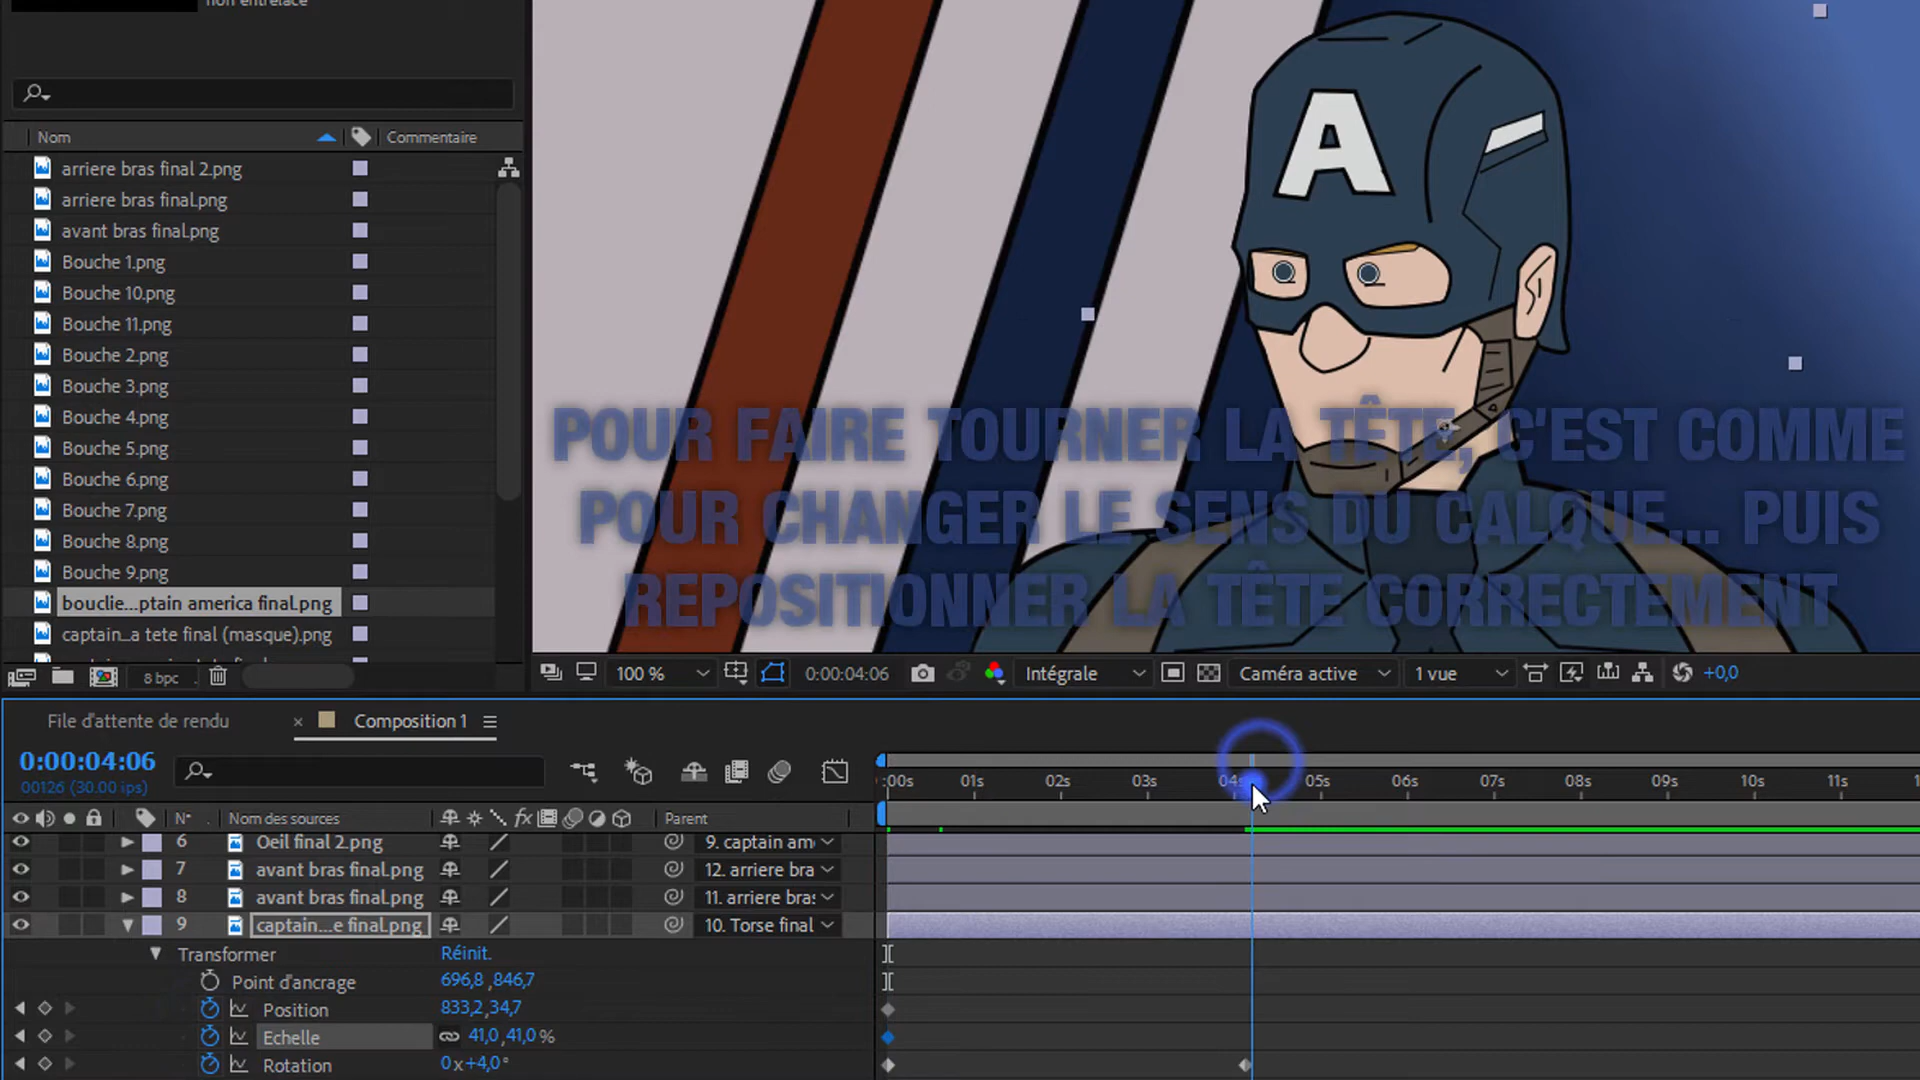 non entrelacé
Nom
Commentaire
arriere bras final 2.png
arriere bras final.png
avant bras final.png
Bouche 1.png
Bouche 10.png
Bouche 11.png
Bouche 2.png
Bouche 3.png
Bouche 4.png
Bouche 5.png
Bouche 6.png
Bouche 7.png
Bouche 8.png
Bouche 9.png
bouclie...ptain america final.png
captain...a tete final (masque).png
8 bpc
A
POUR FAIRE TOURNER LA TÊTE, C'EST COMME
POUR CHANGER LE SENS DU CALQUE... PUIS
REPOSITIONNER LA TÊTE CORRECTEMENT
100 %
0:00:04:06
Intégrale
Caméra active
1 vue
+0,0
File d'attente de rendu
× Composition 1
0:00:04:06
00126 (30.00 ips)
:00s 01s 02s 03s 04s 05s 06s 07s 08s 09s 10s 11s
N° Nom des sources fx Parent
6 Oeil final 2.png 9. captain am
7 avant bras final.png 12. arriere bra
8 avant bras final.png 11. arriere bra
9 captain...e final.png 10. Torse final
Transformer Réinit.
Point d'ancrage 696,8 ,846,7
Position 833,2 ,34,7
Echelle 41,0 ,41,0 %
Rotation 0 x+4,0 °